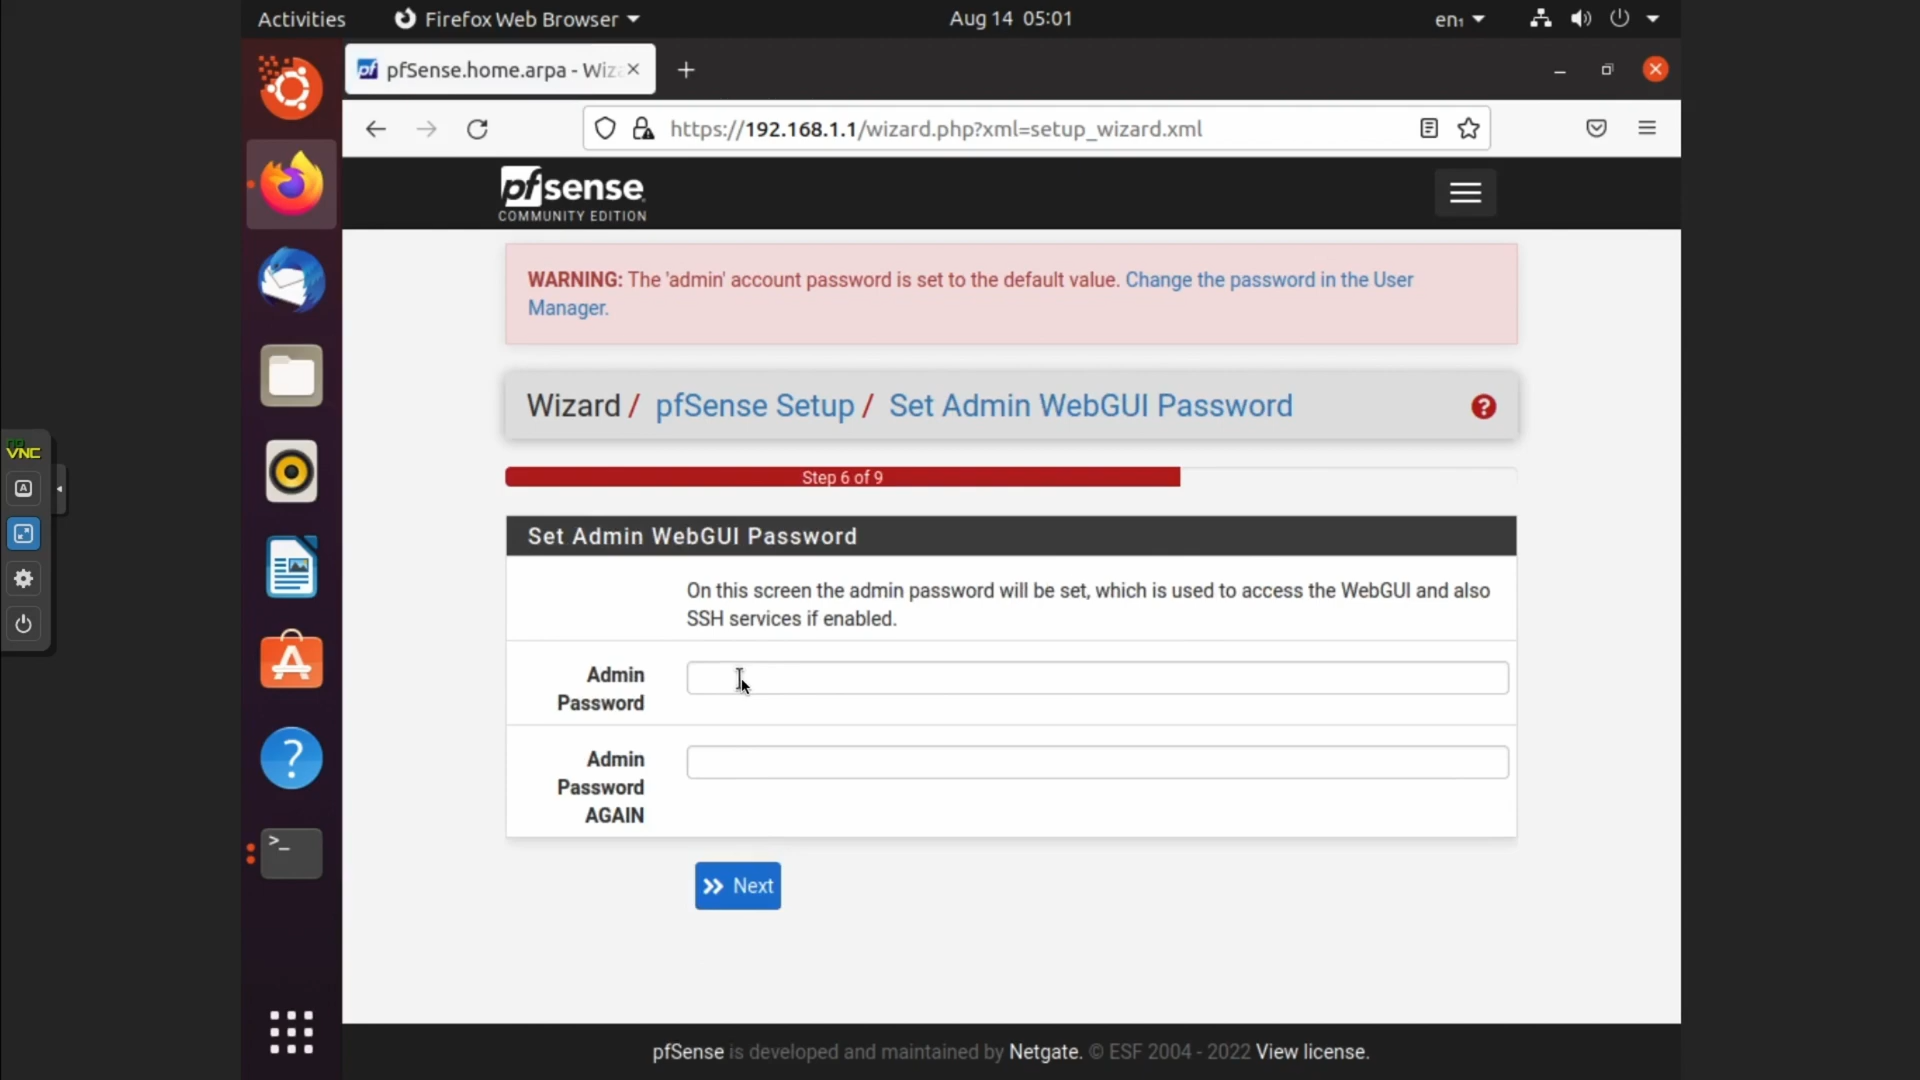 Activities
Firefox Web Browser
Aug 14 05:01
en₁
pfSense.home.arpa - Wiz
https://192.168.1.1/wizard.php?xml=setup_wizard.xml
pfsense
COMMUNITY EDITION
WARNING: The 'admin' account password is set to the default value. Change the password in the User
Manager.
Wizard / pfSense Setup / Set Admin WebGUI Password
Step 6 of 9
Set Admin WebGUI Password
On this screen the admin password will be set, which is used to access the WebGUI and also
SSH services if enabled.
Admin
Password
Admin
Password
AGAIN
Next
pfSense is developed and maintained by Netgate. © ESF 2004 - 2022 View license.
no
VNC
A